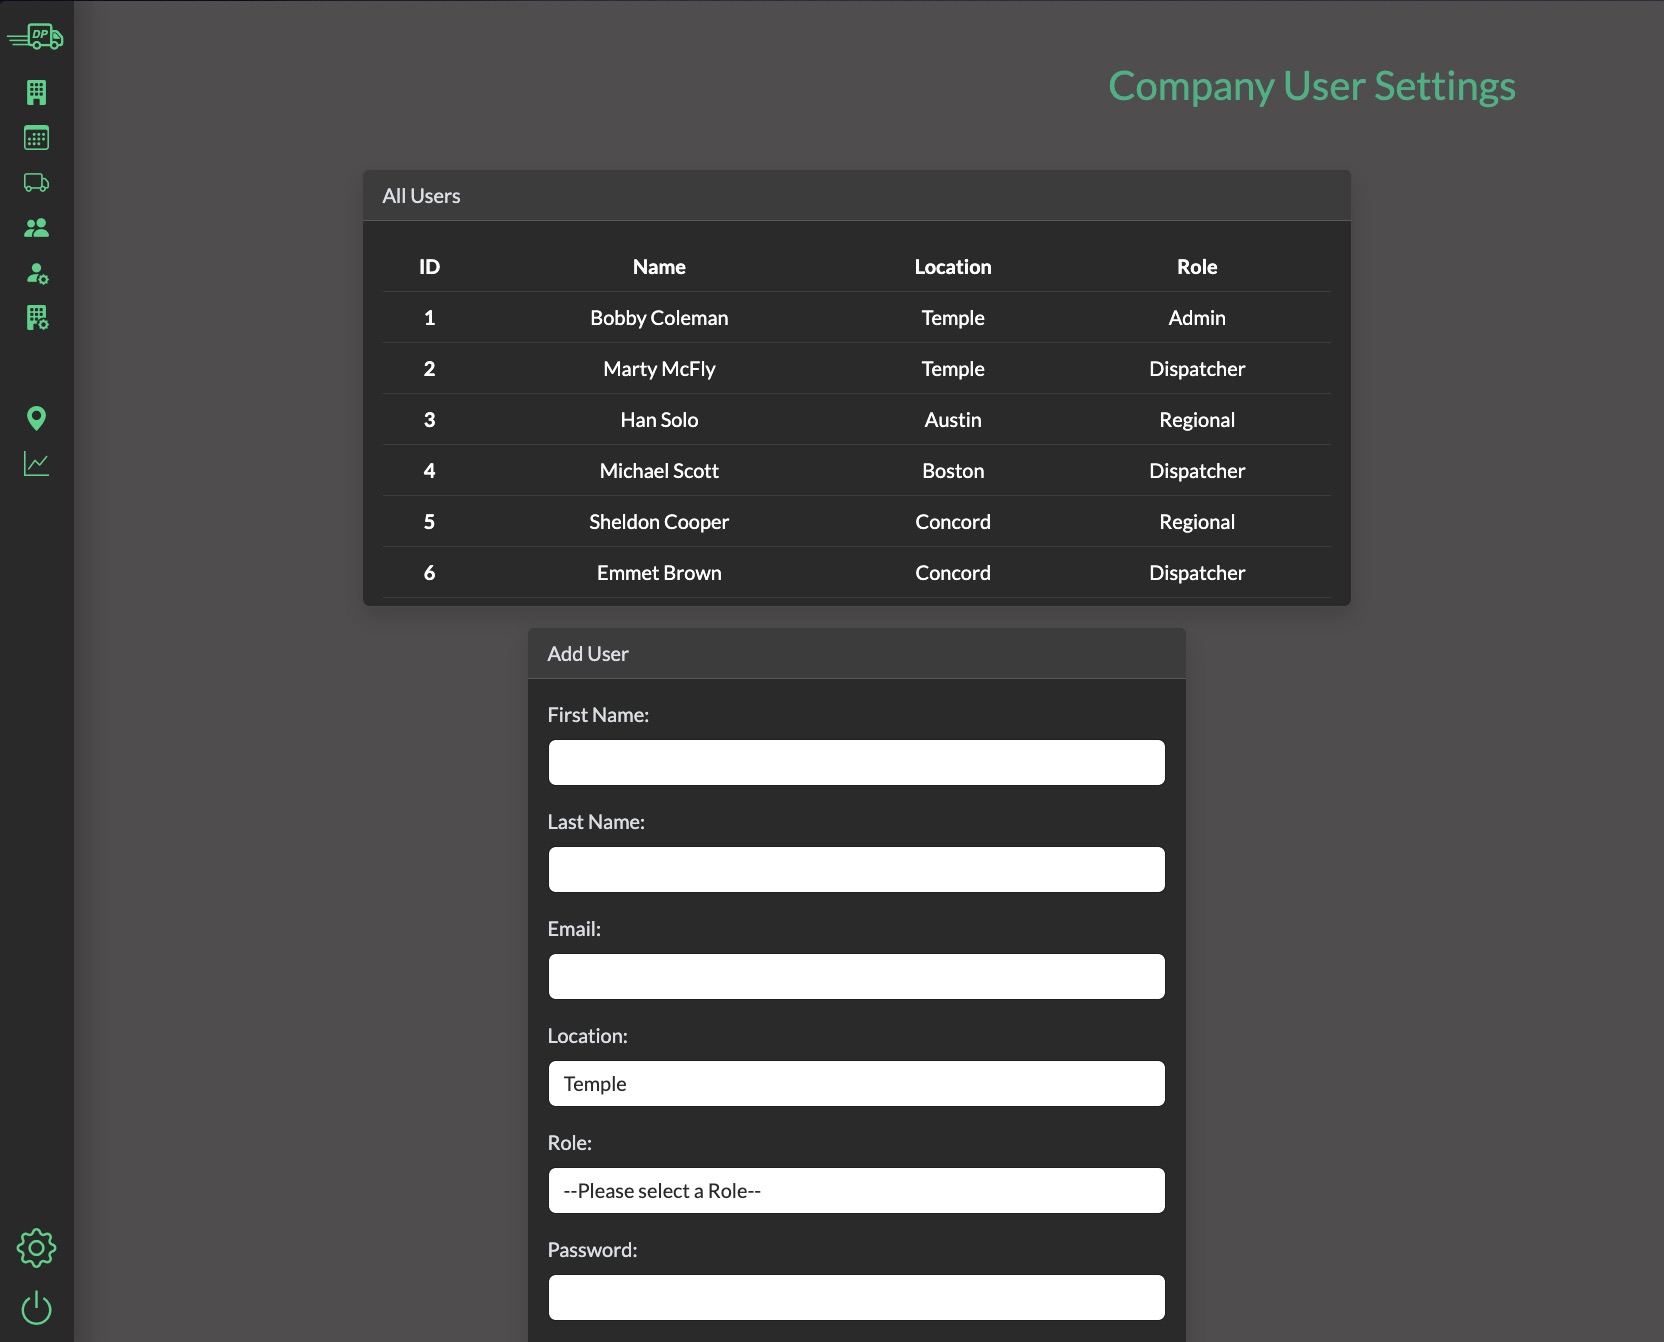 DP
Company User Settings
All Users
ID Name Location Role
1 Bobby Coleman Temple Admin
2 Marty McFly Temple Dispatcher
3 Han Solo Austin Regional
4 Michael Scott Boston Dispatcher
5 Sheldon Cooper Concord Regional
6 Emmet Brown Concord Dispatcher
Add User
First Name:
Last Name:
Email:
Location:
Temple
Role:
--Please select a Role--
Password: